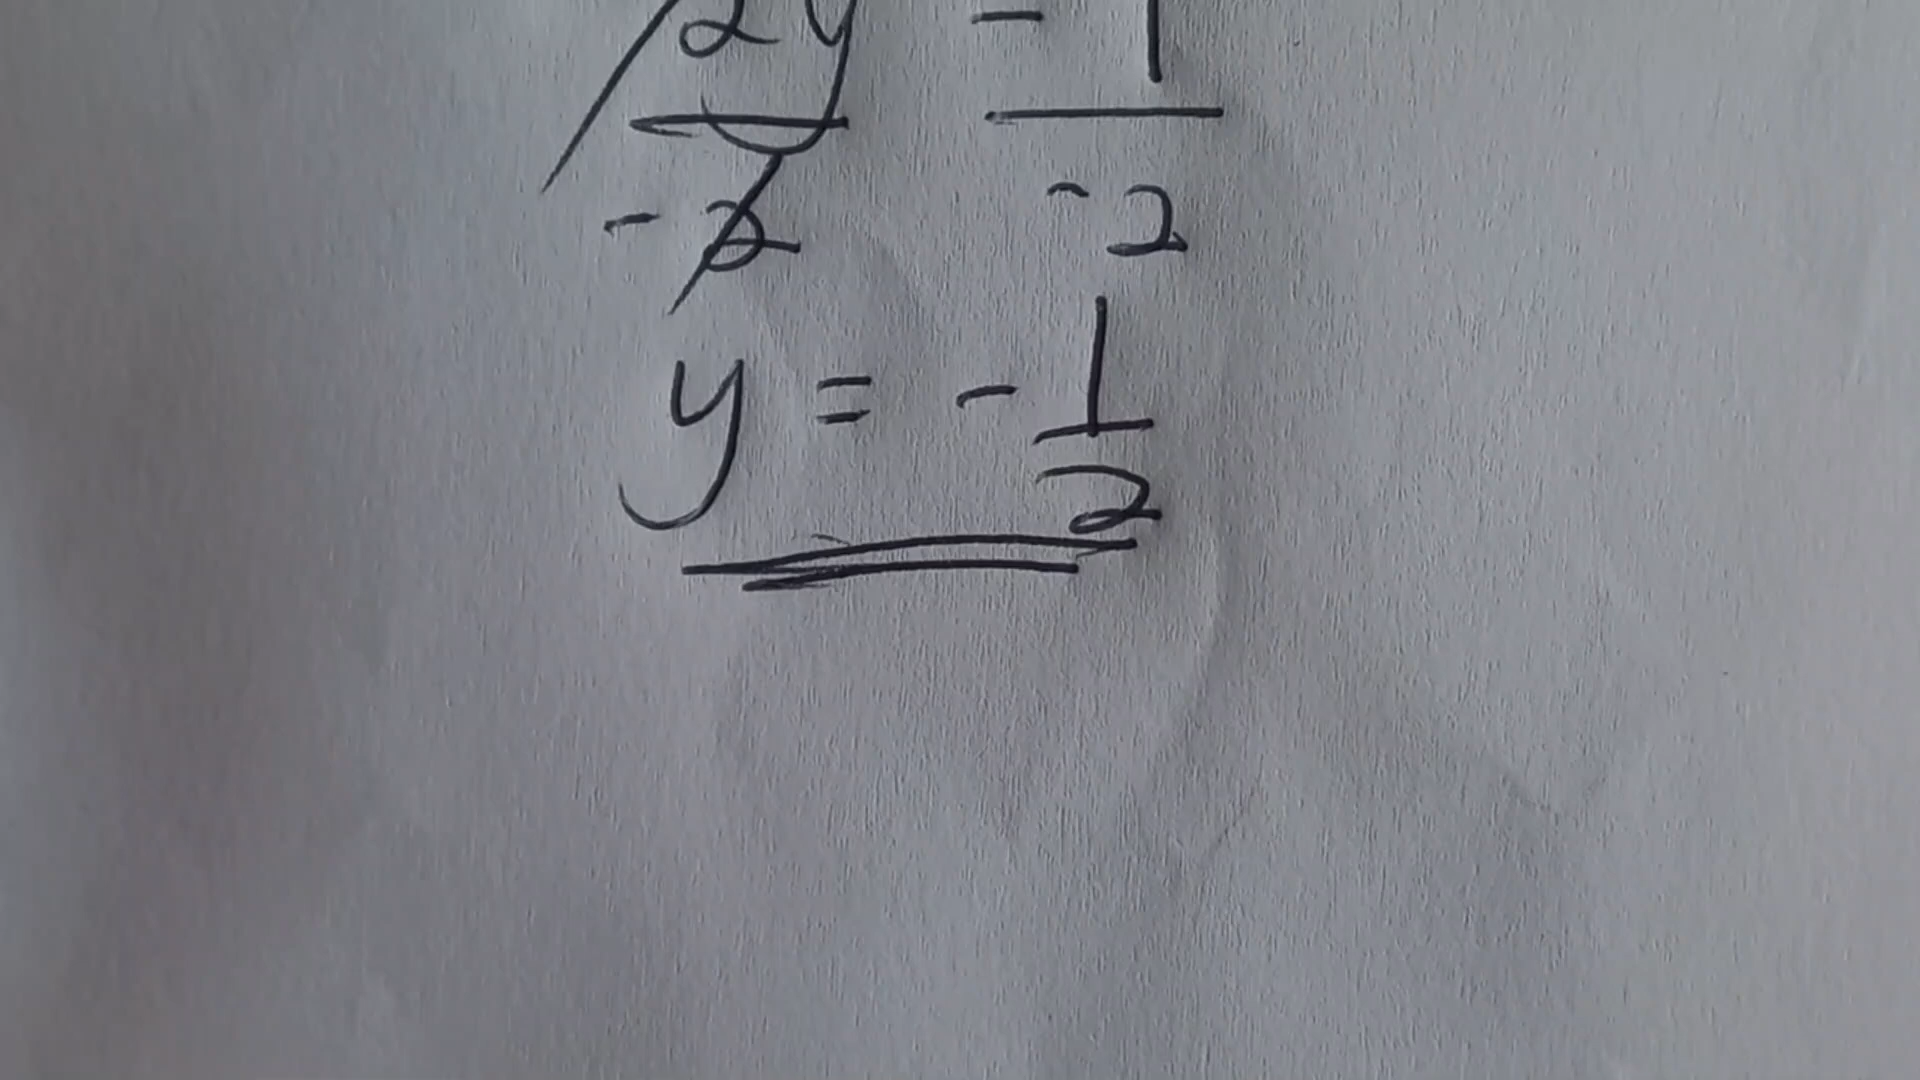 2y - 1
-2 -2
y = - 1/2